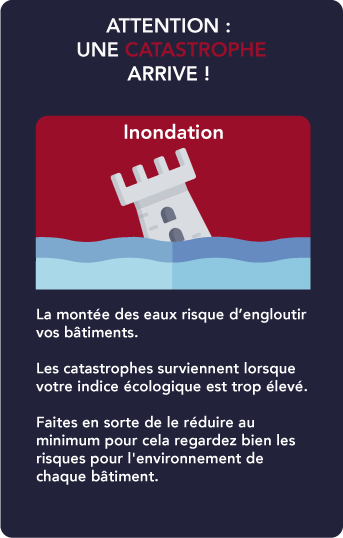 ATTENTION :
UNE CATASTROPHE
ARRIVE !
Inondation
La montée des eaux risque d’engloutir
vos bâtiments.
Les catastrophes surviennent lorsque
votre indice écologique est trop élevé.
Faites en sorte de le réduire au
minimum pour cela regardez bien les
risques pour l'environnement de
chaque bâtiment.